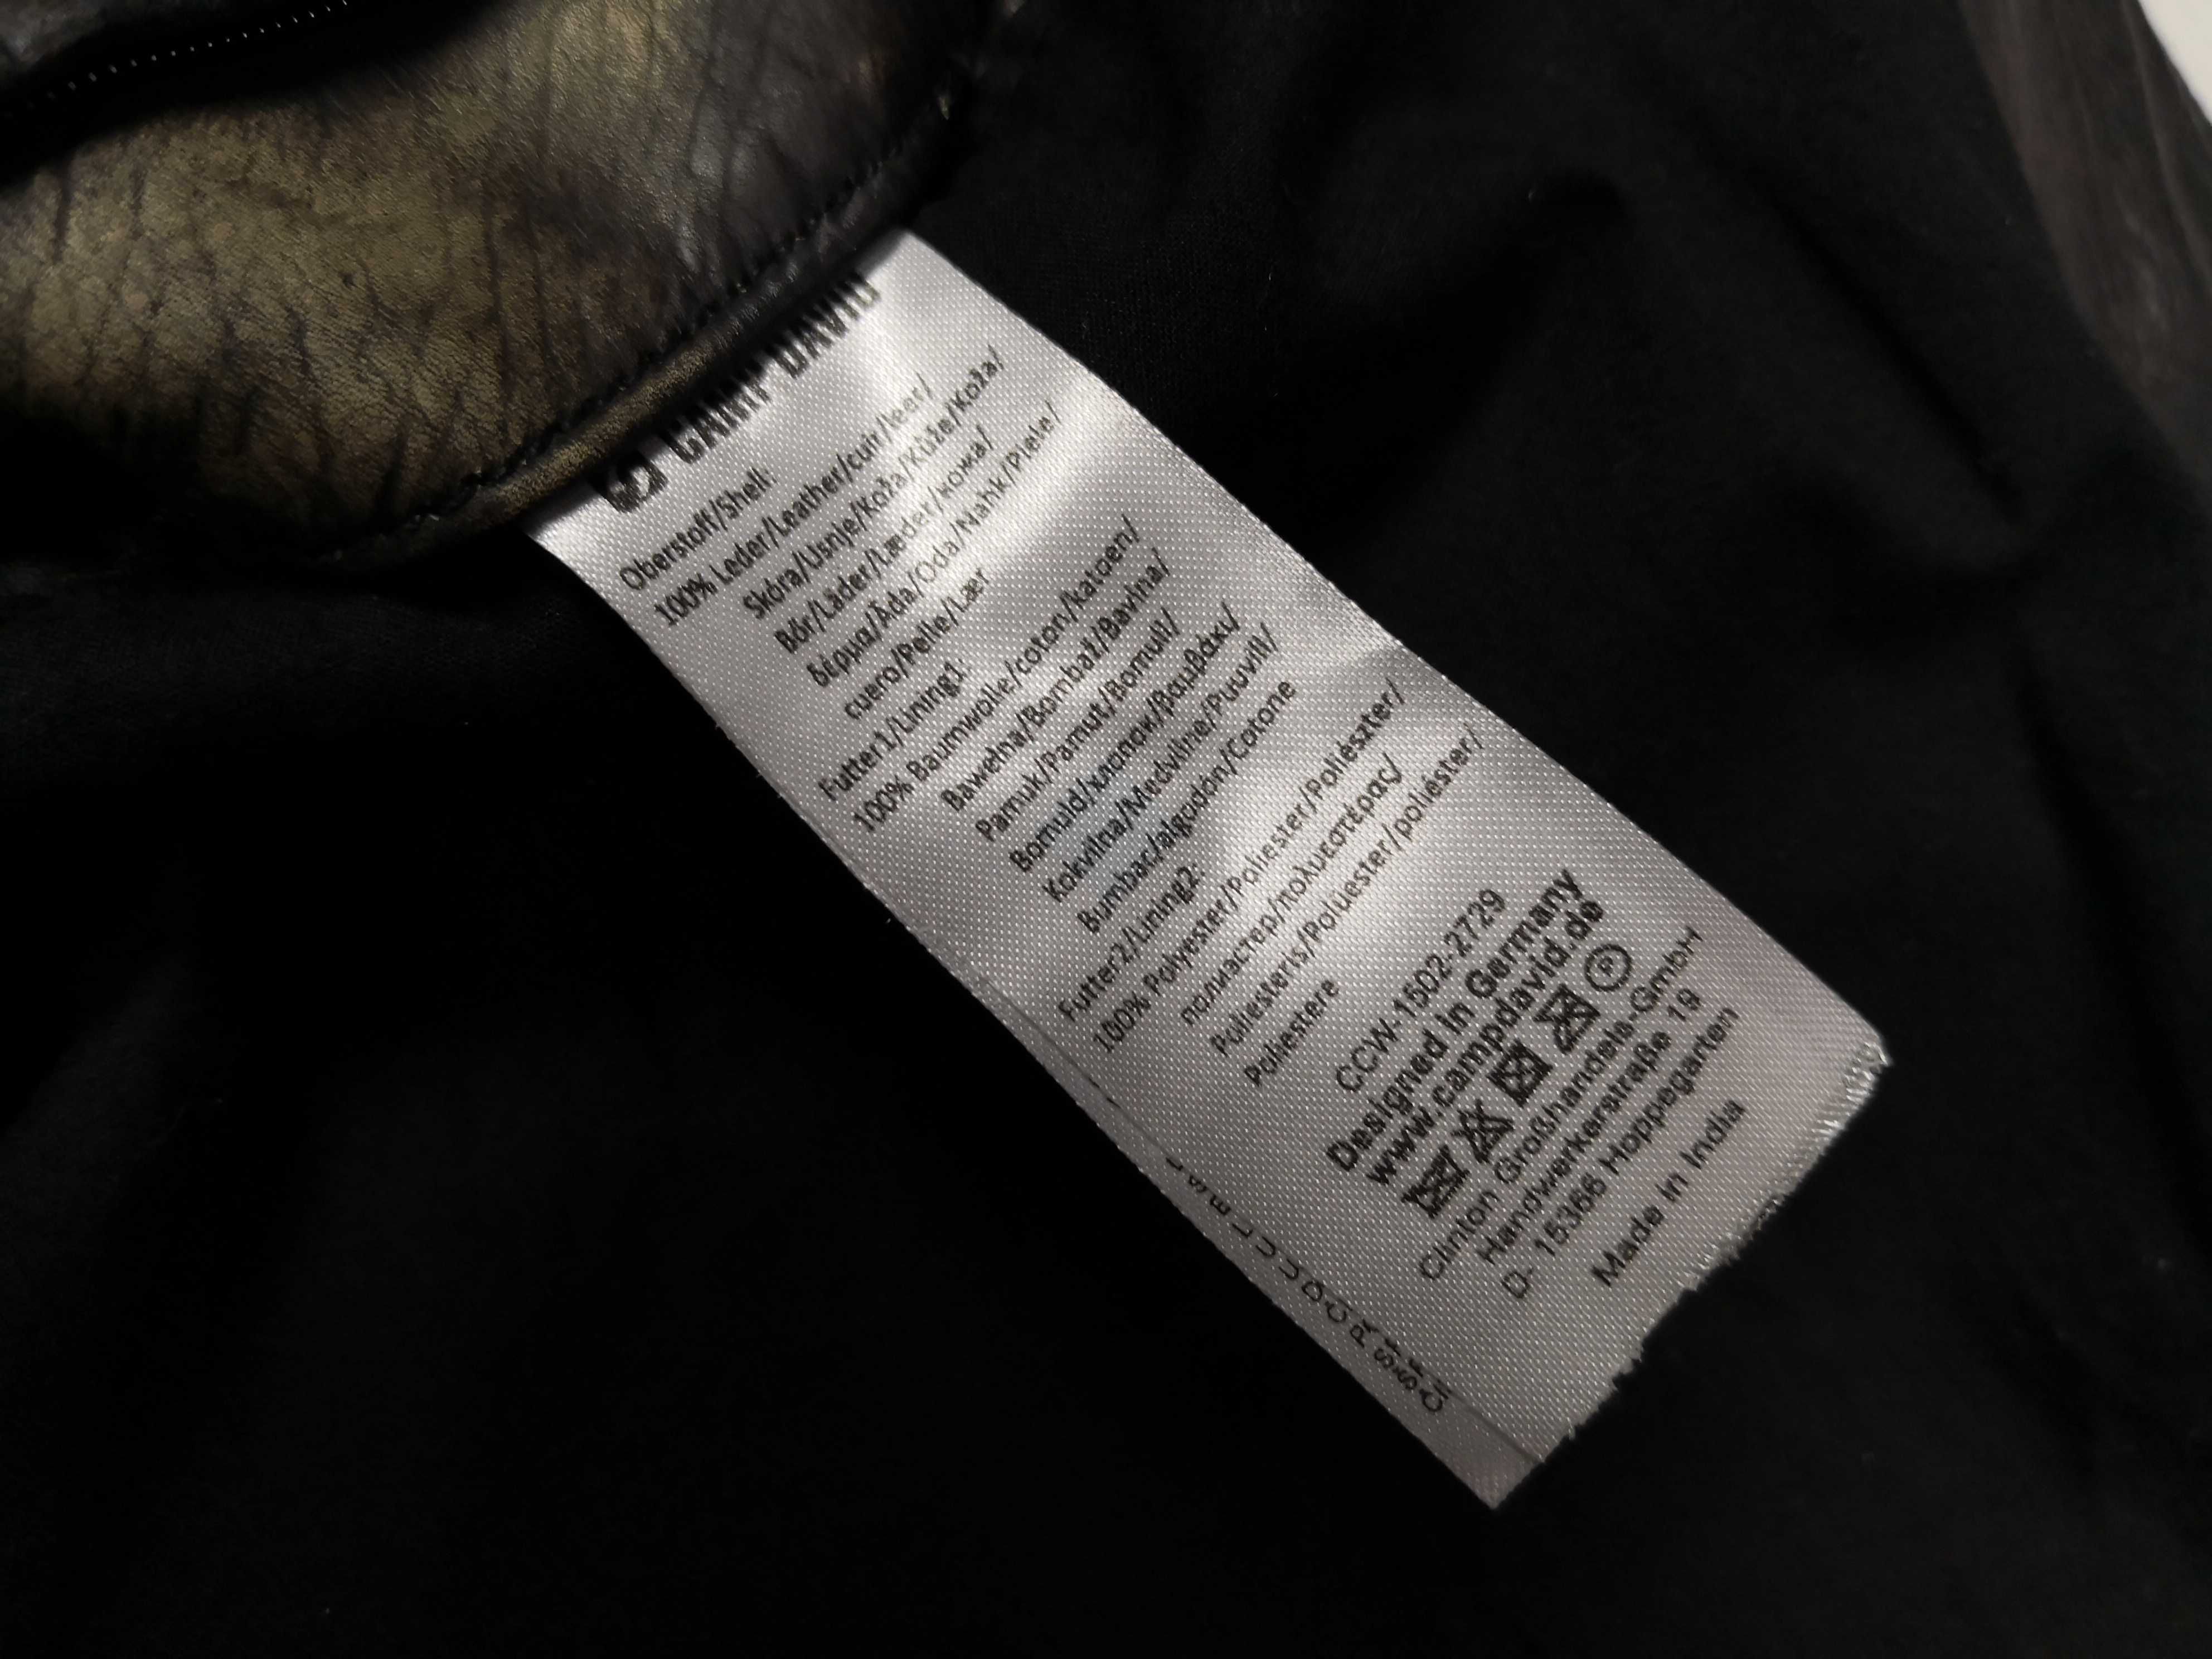 CAMP DAVID
Oberstoff/Shell:
100% Leder/Leather/cuir/leer/
Skóra/Usnje/Koža/Kůže/Koža/
Bőr/Läder/Læder/кожа/
δέρμα/Āda/Oda/Nahk/Piele/
cuero/Pelle/Lær
Futter1/Lining1
100% Baumwolle/coton/katoen/
Bawełna/Bombaž/Bavlna/
Pamuk/Pamut/Bomull/
Bomuld/хлопок/βαμβάκι/
Kokvilna/Medvilnė/Puuvill/
Bumbac/algodón/Cotone
Futter2/Lining2
100% Polyester/Poliester/Poliészter/
полиэстер/πολυεστέρας/
Poliesteris/Polüester/poliéster/
Poliestere
CCW-1502-2729
Designed in Germany
www.campdavid.de
P
Clinton Großhandels-GmbH
Handwerkerstraße 19
D- 15366 Hoppegarten
Made in India